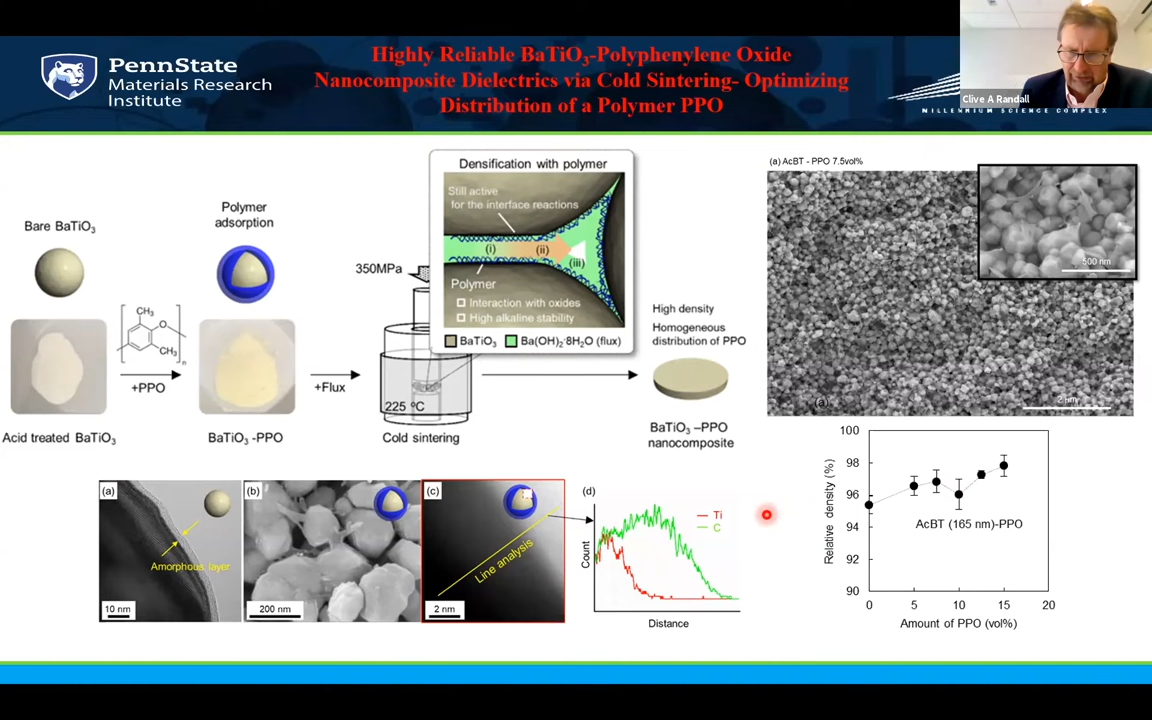 PennState
Materials Research
Institute
Highly Reliable BaTiO₃-Polyphenylene Oxide
Nanocomposite Dielectrics via Cold Sintering- Optimizing
Distribution of a Polymer PPO
Clive A Randall
MILLENNIUM SCIENCE COMPLEX
Bare BaTiO₃
Polymer
adsorption
CH₃
O
n
CH₃
+PPO
+Flux
Acid treated BaTiO₃
BaTiO₃ -PPO
350MPa
225 °C
Cold sintering
Densification with polymer
Still active
for the interface reactions
(i)
(ii)
(iii)
Polymer
Interaction with oxides
High alkaline stability
BaTiO₃
Ba(OH)₂·8H₂O (flux)
High density
Homogeneous
distribution of PPO
BaTiO₃ –PPO
nanocomposite
(a) AcBT - PPO 7.5vol%
500 nm
(a)
(a)
Amorphous layer
10 nm
(b)
200 nm
(c)
Line analysis
2 nm
(d)
Ti
C
Count
Distance
100
98
96
94
92
90
Relative density (%)
AcBT (165 nm)-PPO
0
5
10
15
20
Amount of PPO (vol%)